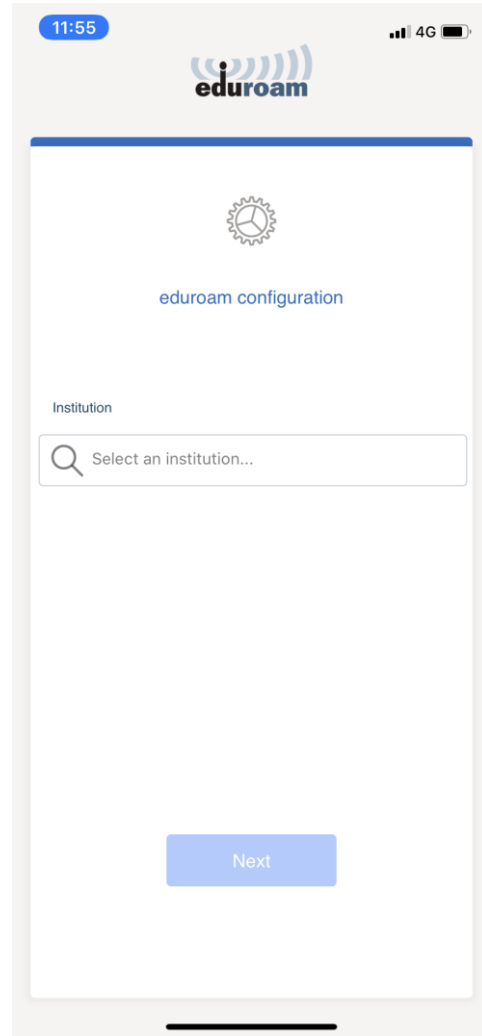 11:55
4G
eduroam
eduroam configuration
Institution
Select an institution...
Next